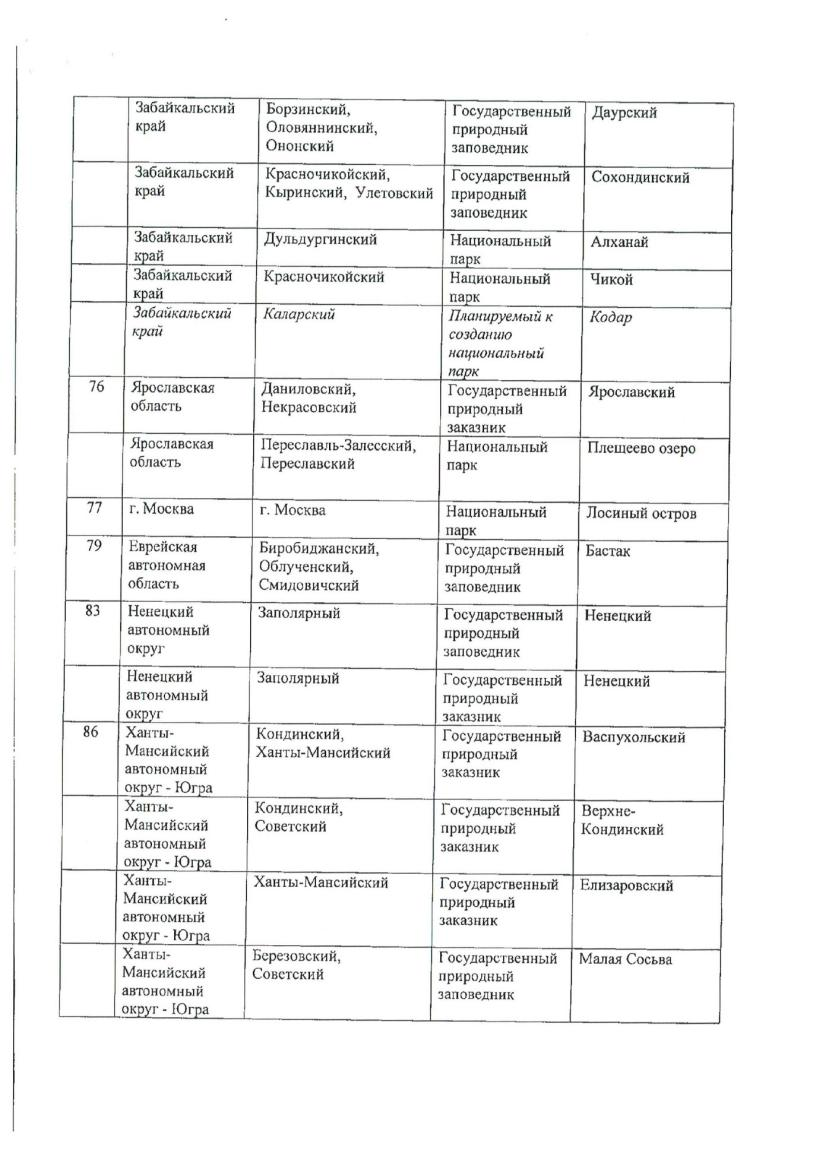 Забайкальский
край
Борзинский,
Оловяннинский,
Ононский
Государственный
природный
заповедник
Даурский
Забайкальский
край
Красночикойский,
Кыринский, Улетовский
Государственный
природный
заповедник
Сохондинский
Забайкальский
край
Дульдургинский
Национальный
парк
Алханай
Забайкальский
край
Красночикойский
Национальный
парк
Чикой
Забайкальский
край
Каларский
Планируемый к
созданию
национальный
парк
Кодар
76
Ярославская
область
Даниловский,
Некрасовский
Государственный
природный
заказник
Ярославский
Ярославская
область
Переславль-Залесский,
Переславский
Национальный
парк
Плещеево озеро
77
г. Москва
г. Москва
Национальный
парк
Лосиный остров
79
Еврейская
автономная
область
Биробиджанский,
Облученский,
Смидовичский
Государственный
природный
заповедник
Бастак
83
Ненецкий
автономный
округ
Заполярный
Государственный
природный
заповедник
Ненецкий
Ненецкий
автономный
округ
Заполярный
Государственный
природный
заказник
Ненецкий
86
Ханты-
Мансийский
автономный
округ - Югра
Кондинский,
Ханты-Мансийский
Государственный
природный
заказник
Васпухольский
Ханты-
Мансийский
автономный
округ - Югра
Кондинский,
Советский
Государственный
природный
заказник
Верхне-
Кондинский
Ханты-
Мансийский
автономный
округ - Югра
Ханты-Мансийский
Государственный
природный
заказник
Елизаровский
Ханты-
Мансийский
автономный
округ - Югра
Березовский,
Советский
Государственный
природный
заповедник
Малая Сосьва